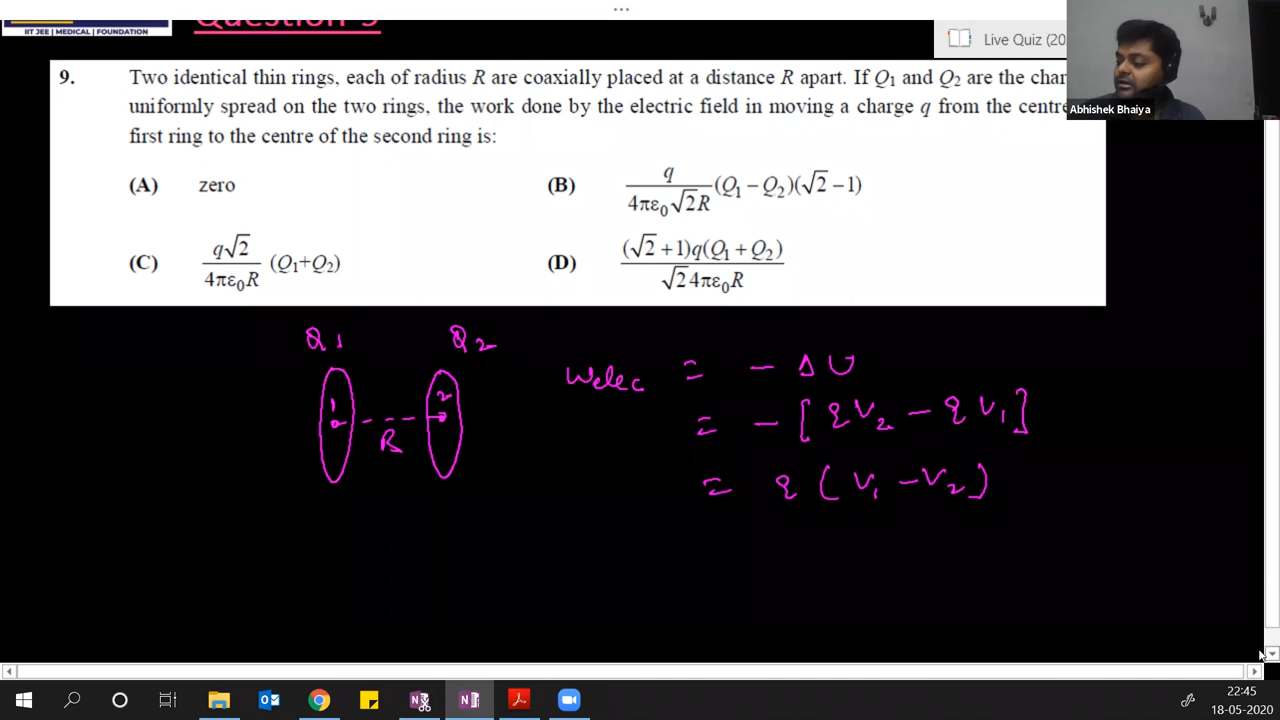 IIT JEE | MEDICAL | FOUNDATION
Live Quiz (20
Abhishek Bhaiya
9. Two identical thin rings, each of radius R are coaxially placed at a distance R apart. If Q₁ and Q₂ are the char
uniformly spread on the two rings, the work done by the electric field in moving a charge q from the centre
first ring to the centre of the second ring is:
(A) zero
(B) q/(4πε₀√2R) (Q₁ – Q₂)(√2 – 1)
(C) q√2/(4πε₀R) (Q₁+Q₂)
(D) (√2 + 1)q(Q₁ + Q₂)/(√2 4πε₀R)
Q1 Q2
1 2
R
Welec = - ΔU
= - [qV₂ - qV₁]
= q (V₁ - V₂)
22:45
18-05-2020